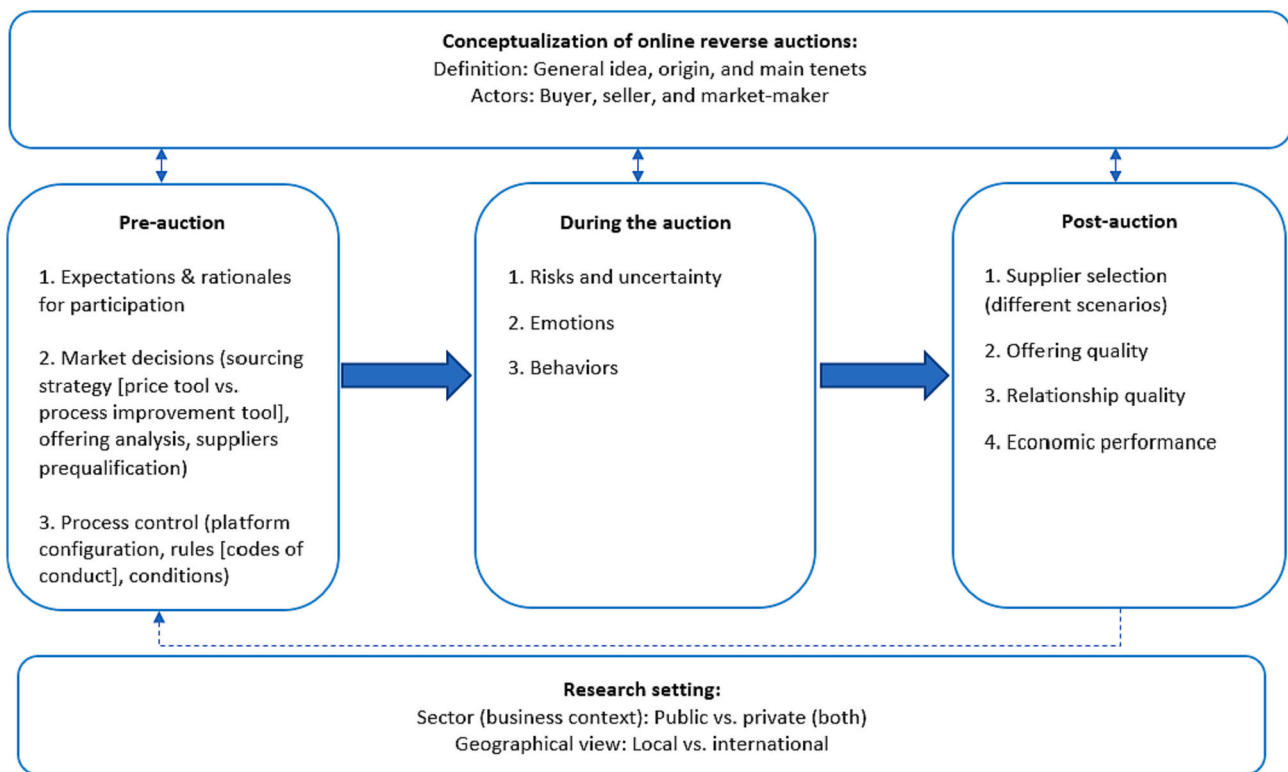 Conceptualization of online reverse auctions:
Definition: General idea, origin, and main tenets
Actors: Buyer, seller, and market-maker
Pre-auction
1. Expectations & rationales
for participation
2. Market decisions (sourcing
strategy [price tool vs.
process improvement tool],
offering analysis, suppliers
prequalification)
3. Process control (platform
configuration, rules [codes of
conduct], conditions)
During the auction
1. Risks and uncertainty
2. Emotions
3. Behaviors
Post-auction
1. Supplier selection
(different scenarios)
2. Offering quality
3. Relationship quality
4. Economic performance
Research setting:
Sector (business context): Public vs. private (both)
Geographical view: Local vs. international